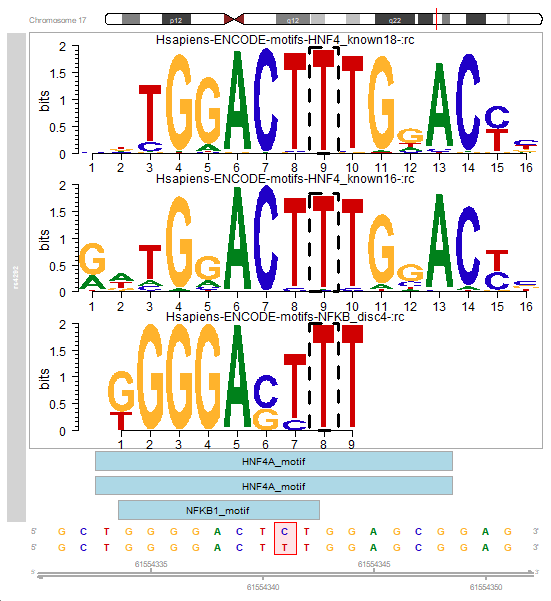 Chromosome 17
p12
q12
q22
Hsapiens-ENCODE-motifs-HNF4_known18-:rc
bits
2
1.5
1
0.5
0
1 2 3 4 5 6 7 8 9 10 11 12 13 14 15 16
Hsapiens-ENCODE-motifs-HNF4_known16-:rc
bits
2
1.5
1
0.5
0
1 2 3 4 5 6 7 8 9 10 11 12 13 14 15 16
Hsapiens-ENCODE-motifs-NFKB_disc4-:rc
bits
2
1.5
1
0.5
0
1 2 3 4 5 6 7 8 9
HNF4A_motif
HNF4A_motif
NFKB1_motif
5' G C T G G G G A C T C T G G A G C G G A G 3'
5' G C T G G G G A C T T T G G A G C G G A G 3'
61554335 61554345
61554340 61554350
5' 3'
3' 5'